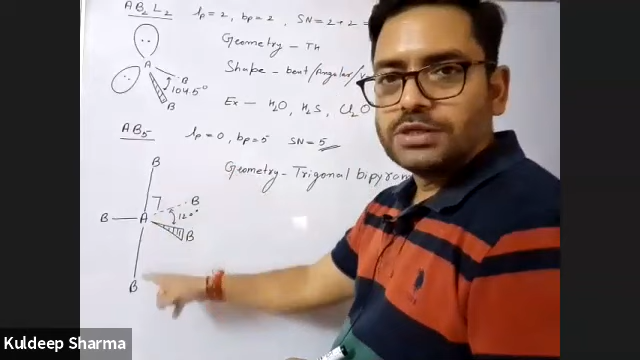 AB2L2 lp=2, bp=2, SN=2+2=
Geometry - Th
Shape - bent/Angular/
Ex - H2O, H2S, Cl2O
A
B
B
104.5°
AB5 lp=0, bp=5 SN=5
Geometry - Trigonal bipyram
B
B
B A 120°
B
B
Kuldeep Sharma